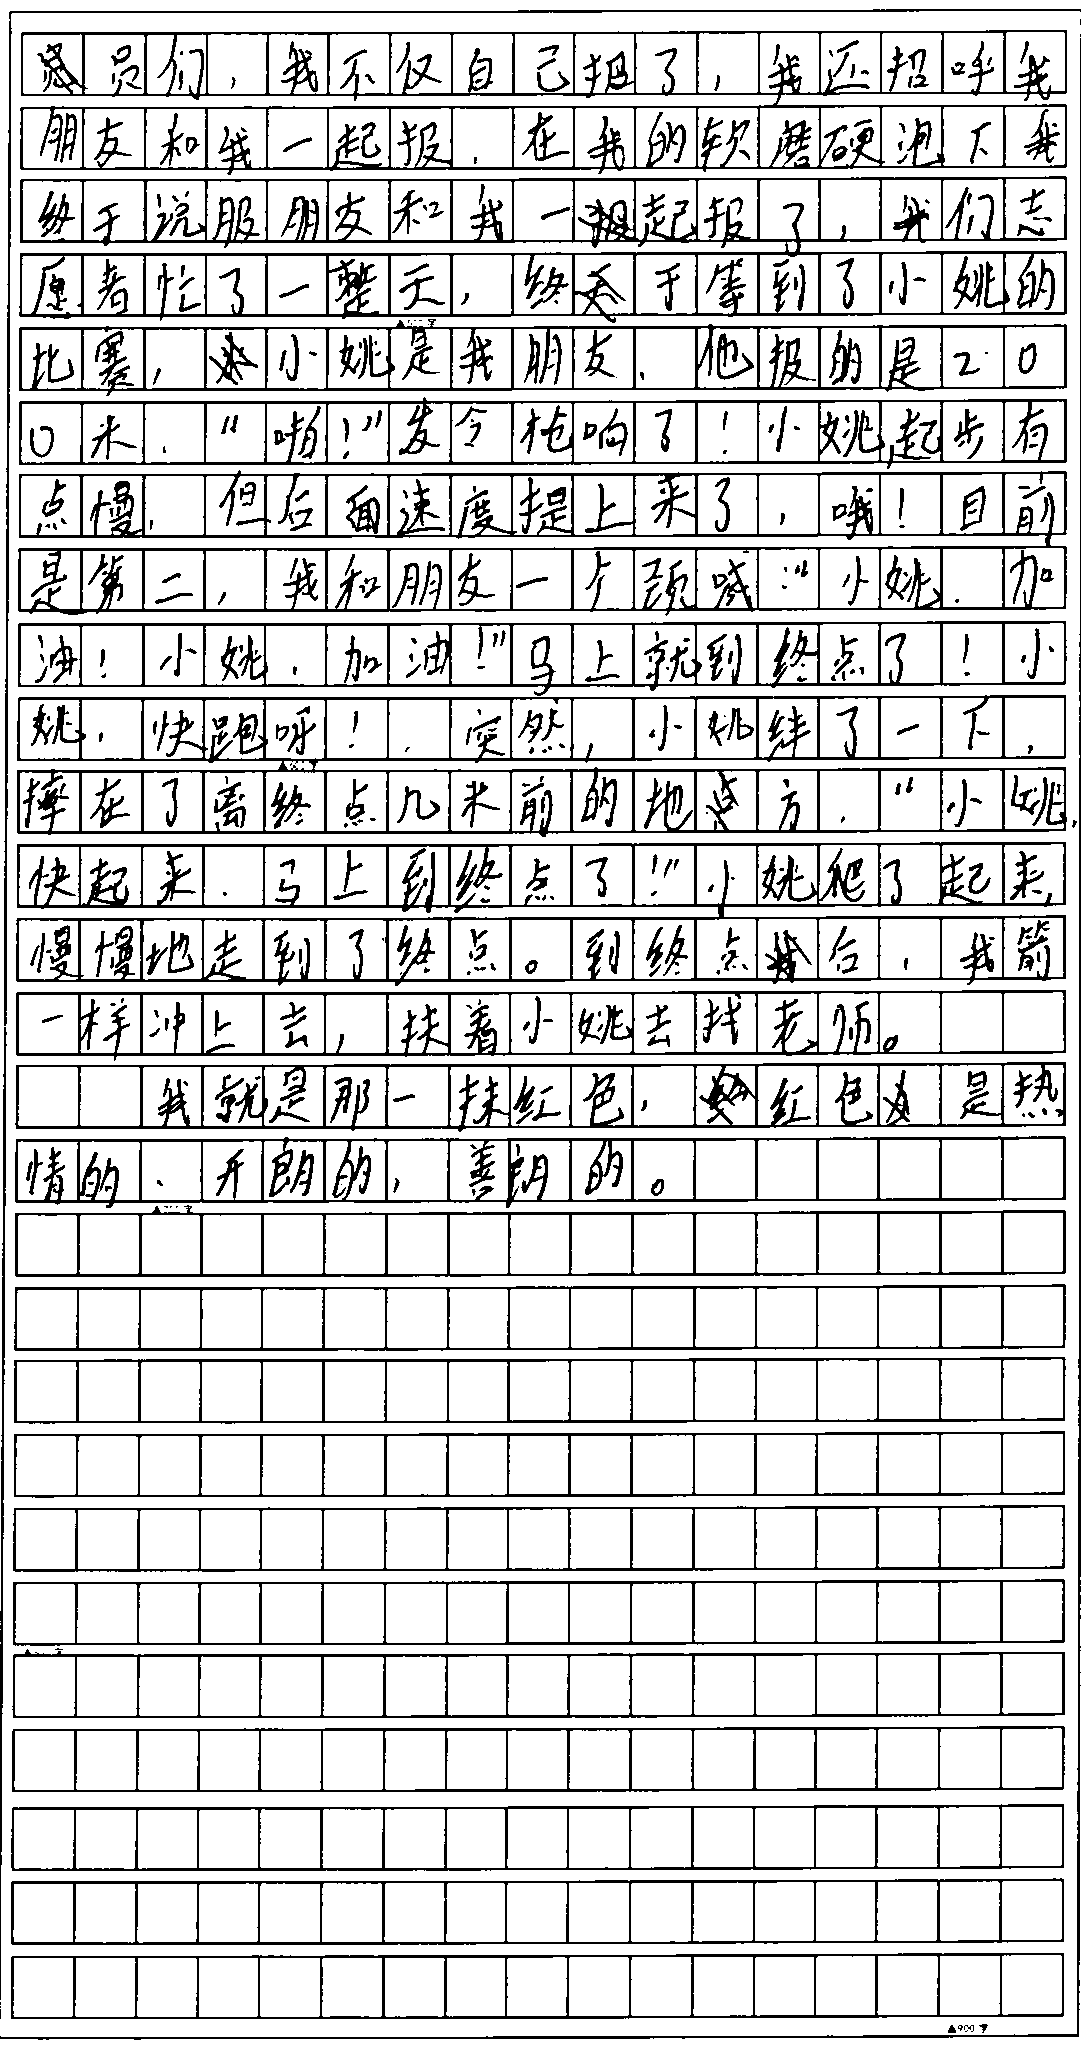 员们，我不仅自己报了，我还招呼我
朋友和我一起报．在我的软磨硬泡下我
终于说服朋友和我一起报了，我们志
愿者忙了一整天，终于等到了小姚的
比赛，小姚是我朋友．他报的是20
0米．“啪！”发令枪响了！小姚起步有
点慢，但后面速度提上来了，哦！目前
是第二，我和朋友一个颈喊：“小姚．加
油！小姚．加油！”马上就到终点了！小
姚．快跑呀！．突然，小姚绊了一下，
摔在了离终点几米前的地方．“小姚，
快起来．马上到终点了！”小姚爬了起来，
慢慢地走到了终点。到终点后，我箭
一样冲上去，扶着小姚去找老师。
我就是那一抹红色，红色是热
情的、开朗的，善朗的。
▲900字